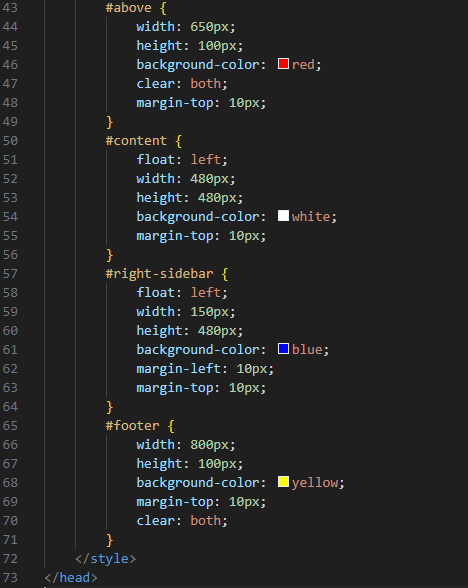 43 #above {
44 width: 650px;
45 height: 100px;
46 background-color: red;
47 clear: both;
48 margin-top: 10px;
49 }
50 #content {
51 float: left;
52 width: 480px;
53 height: 480px;
54 background-color: white;
55 margin-top: 10px;
56 }
57 #right-sidebar {
58 float: left;
59 width: 150px;
60 height: 480px;
61 background-color: blue;
62 margin-left: 10px;
63 margin-top: 10px;
64 }
65 #footer {
66 width: 800px;
67 height: 100px;
68 background-color: yellow;
69 margin-top: 10px;
70 clear: both;
71 }
72 </style>
73 </head>